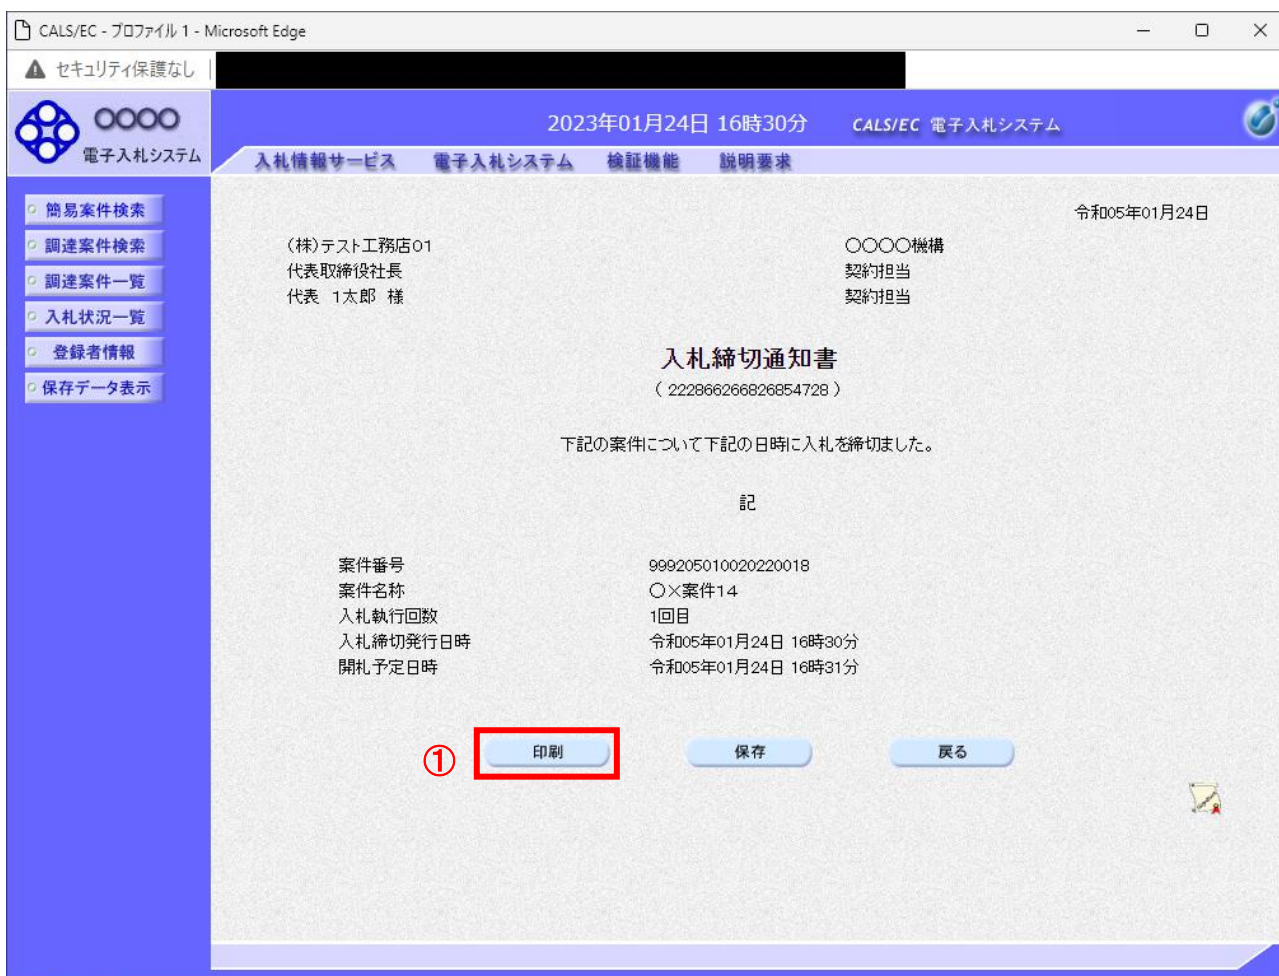 CALS/EC - プロファイル 1 - Microsoft Edge
セキュリティ保護なし
○○○○
電子入札システム
2023年01月24日 16時30分 CALS/EC 電子入札システム
入札情報サービス 電子入札システム 検証機能 説明要求
簡易案件検索
調達案件検索
調達案件一覧
入札状況一覧
登録者情報
保存データ表示
令和05年01月24日
(株)テスト工務店01 ○○○○機構
代表取締役社長 契約担当
代表 1太郎 様 契約担当
入札締切通知書
( 222866266826854728 )
下記の案件について下記の日時に入札を締切ました。
記
案件番号 999205010020220018
案件名称 ○×案件14
入札執行回数 1回目
入札締切発行日時 令和05年01月24日 16時30分
開札予定日時 令和05年01月24日 16時31分
① 印刷 保存 戻る